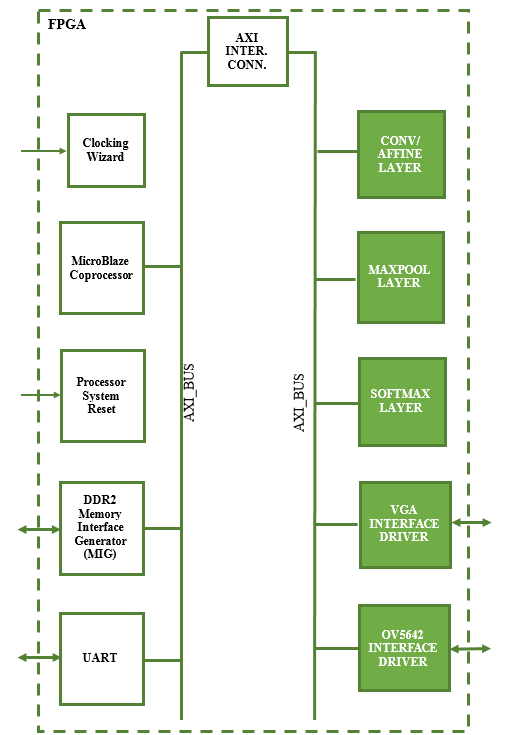 FPGA
AXI
INTER.
CONN.
Clocking
Wizard
MicroBlaze
Coprocessor
Processor
System
Reset
DDR2
Memory
Interface
Generator
(MIG)
UART
AXI_BUS
AXI_BUS
CONV/
AFFINE
LAYER
MAXPOOL
LAYER
SOFTMAX
LAYER
VGA
INTERFACE
DRIVER
OV5642
INTERFACE
DRIVER